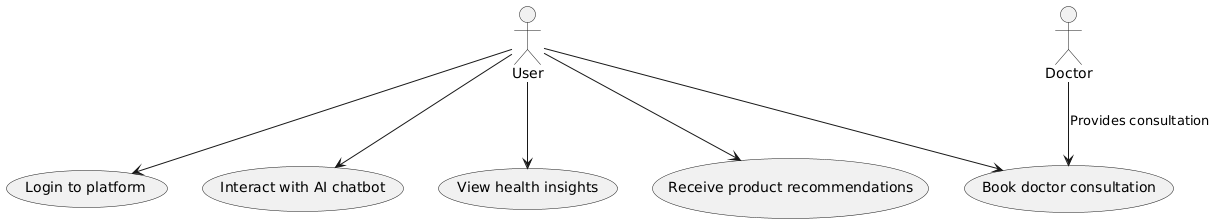 User
Doctor
Provides consultation
Login to platform
Interact with AI chatbot
View health insights
Receive product recommendations
Book doctor consultation